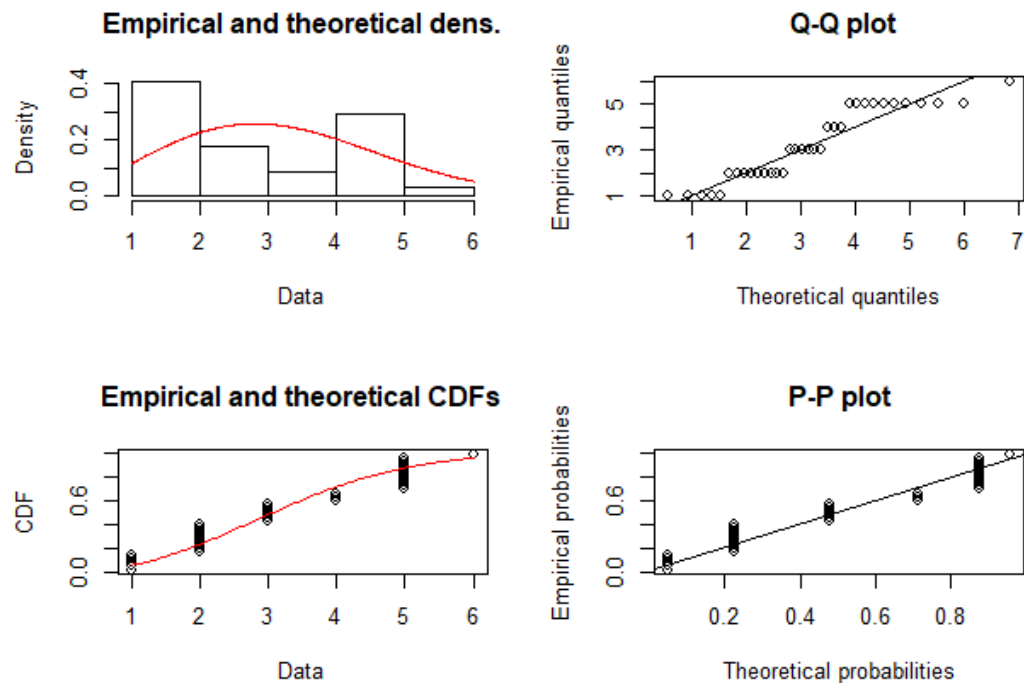 Empirical and theoretical dens.
Density
0.0 0.2 0.4
1 2 3 4 5 6
Data
Q-Q plot
Empirical quantiles
1 3 5
1 2 3 4 5 6 7
Theoretical quantiles
Empirical and theoretical CDFs
CDF
0.0 0.6
1 2 3 4 5 6
Data
P-P plot
Empirical probabilities
0.0 0.6
0.2 0.4 0.6 0.8
Theoretical probabilities